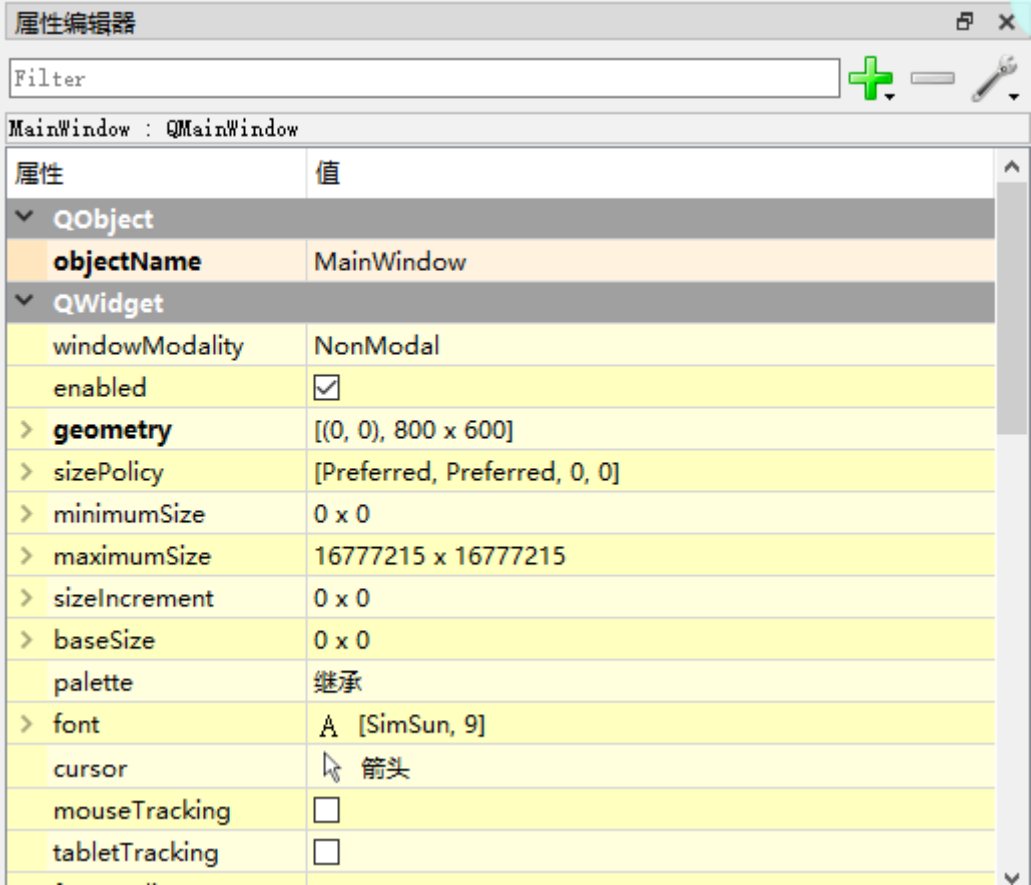 属性编辑器
Filter
MainWindow : QMainWindow
属性 值
QObject
objectName MainWindow
QWidget
windowModality NonModal
enabled
geometry [(0, 0), 800 x 600]
sizePolicy [Preferred, Preferred, 0, 0]
minimumSize 0 x 0
maximumSize 16777215 x 16777215
sizeIncrement 0 x 0
baseSize 0 x 0
palette 继承
font A [SimSun, 9]
cursor 箭头
mouseTracking
tabletTracking